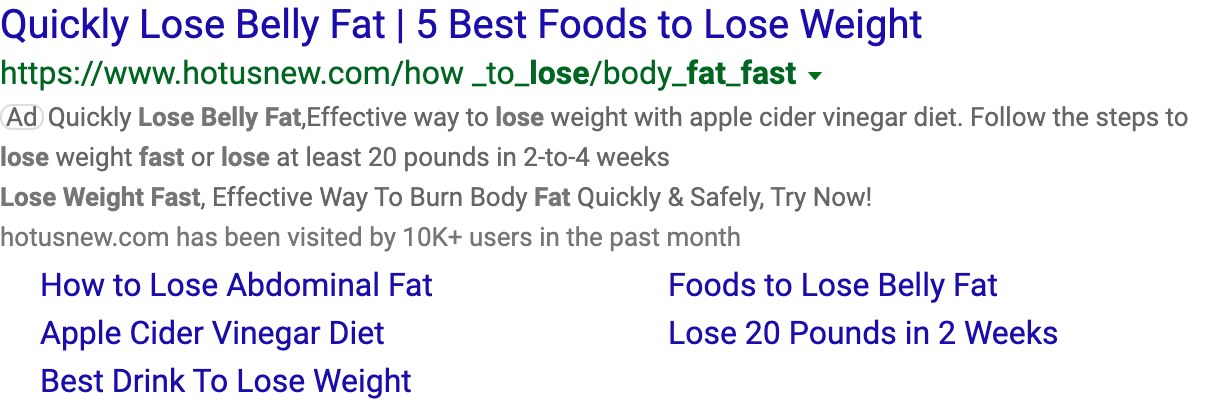 Quickly Lose Belly Fat | 5 Best Foods to Lose Weight
https://www.hotusnew.com/how _to_lose/body_fat_fast
Ad Quickly Lose Belly Fat,Effective way to lose weight with apple cider vinegar diet. Follow the steps to
lose weight fast or lose at least 20 pounds in 2-to-4 weeks
Lose Weight Fast, Effective Way To Burn Body Fat Quickly & Safely, Try Now!
hotusnew.com has been visited by 10K+ users in the past month
How to Lose Abdominal Fat
Foods to Lose Belly Fat
Apple Cider Vinegar Diet
Lose 20 Pounds in 2 Weeks
Best Drink To Lose Weight